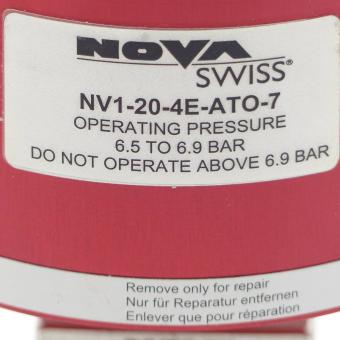 NOVA
SWISS®
NV1-20-4E-ATO-7
OPERATING PRESSURE
6.5 TO 6.9 BAR
DO NOT OPERATE ABOVE 6.9 BAR
Remove only for repair
Nur für Reparatur entfernen
Enlever que pour réparation